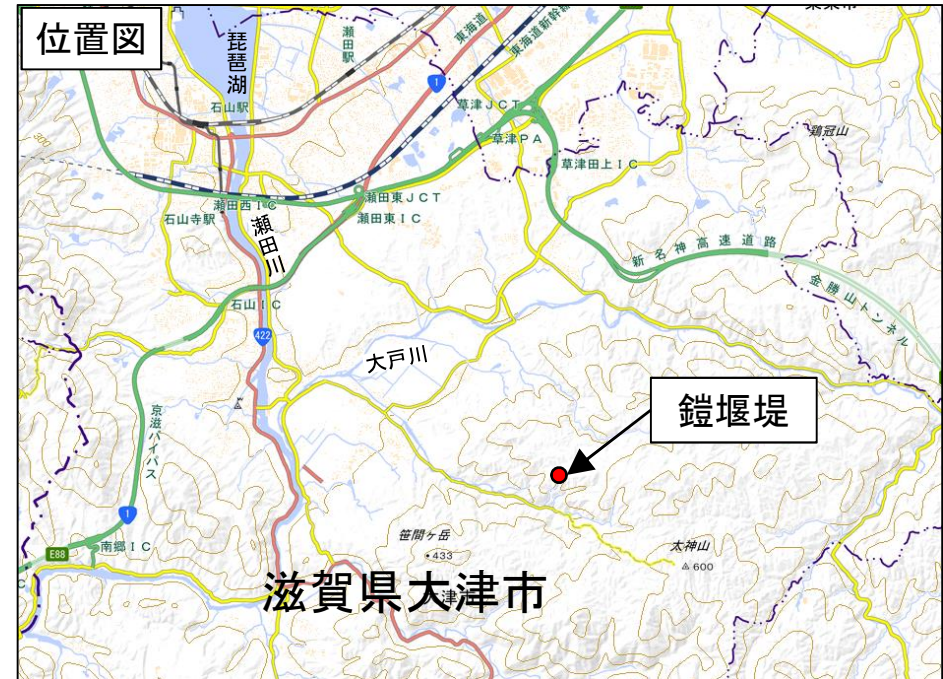 位置図
琵琶湖
瀬田駅
東海道
東海道新幹線
1
石山駅
草津JCT
草津PA
草津田上IC
鶏冠山
300
瀬田西IC
瀬田東JCT
瀬田東IC
石山寺駅
瀬田川
新名神高速道路
金勝山トンネル
石山IC
422
大戸川
鎧堰堤
京滋バイパス
1
笹間ヶ岳
433
太神山
600
南郷IC
E88
滋賀県大津市